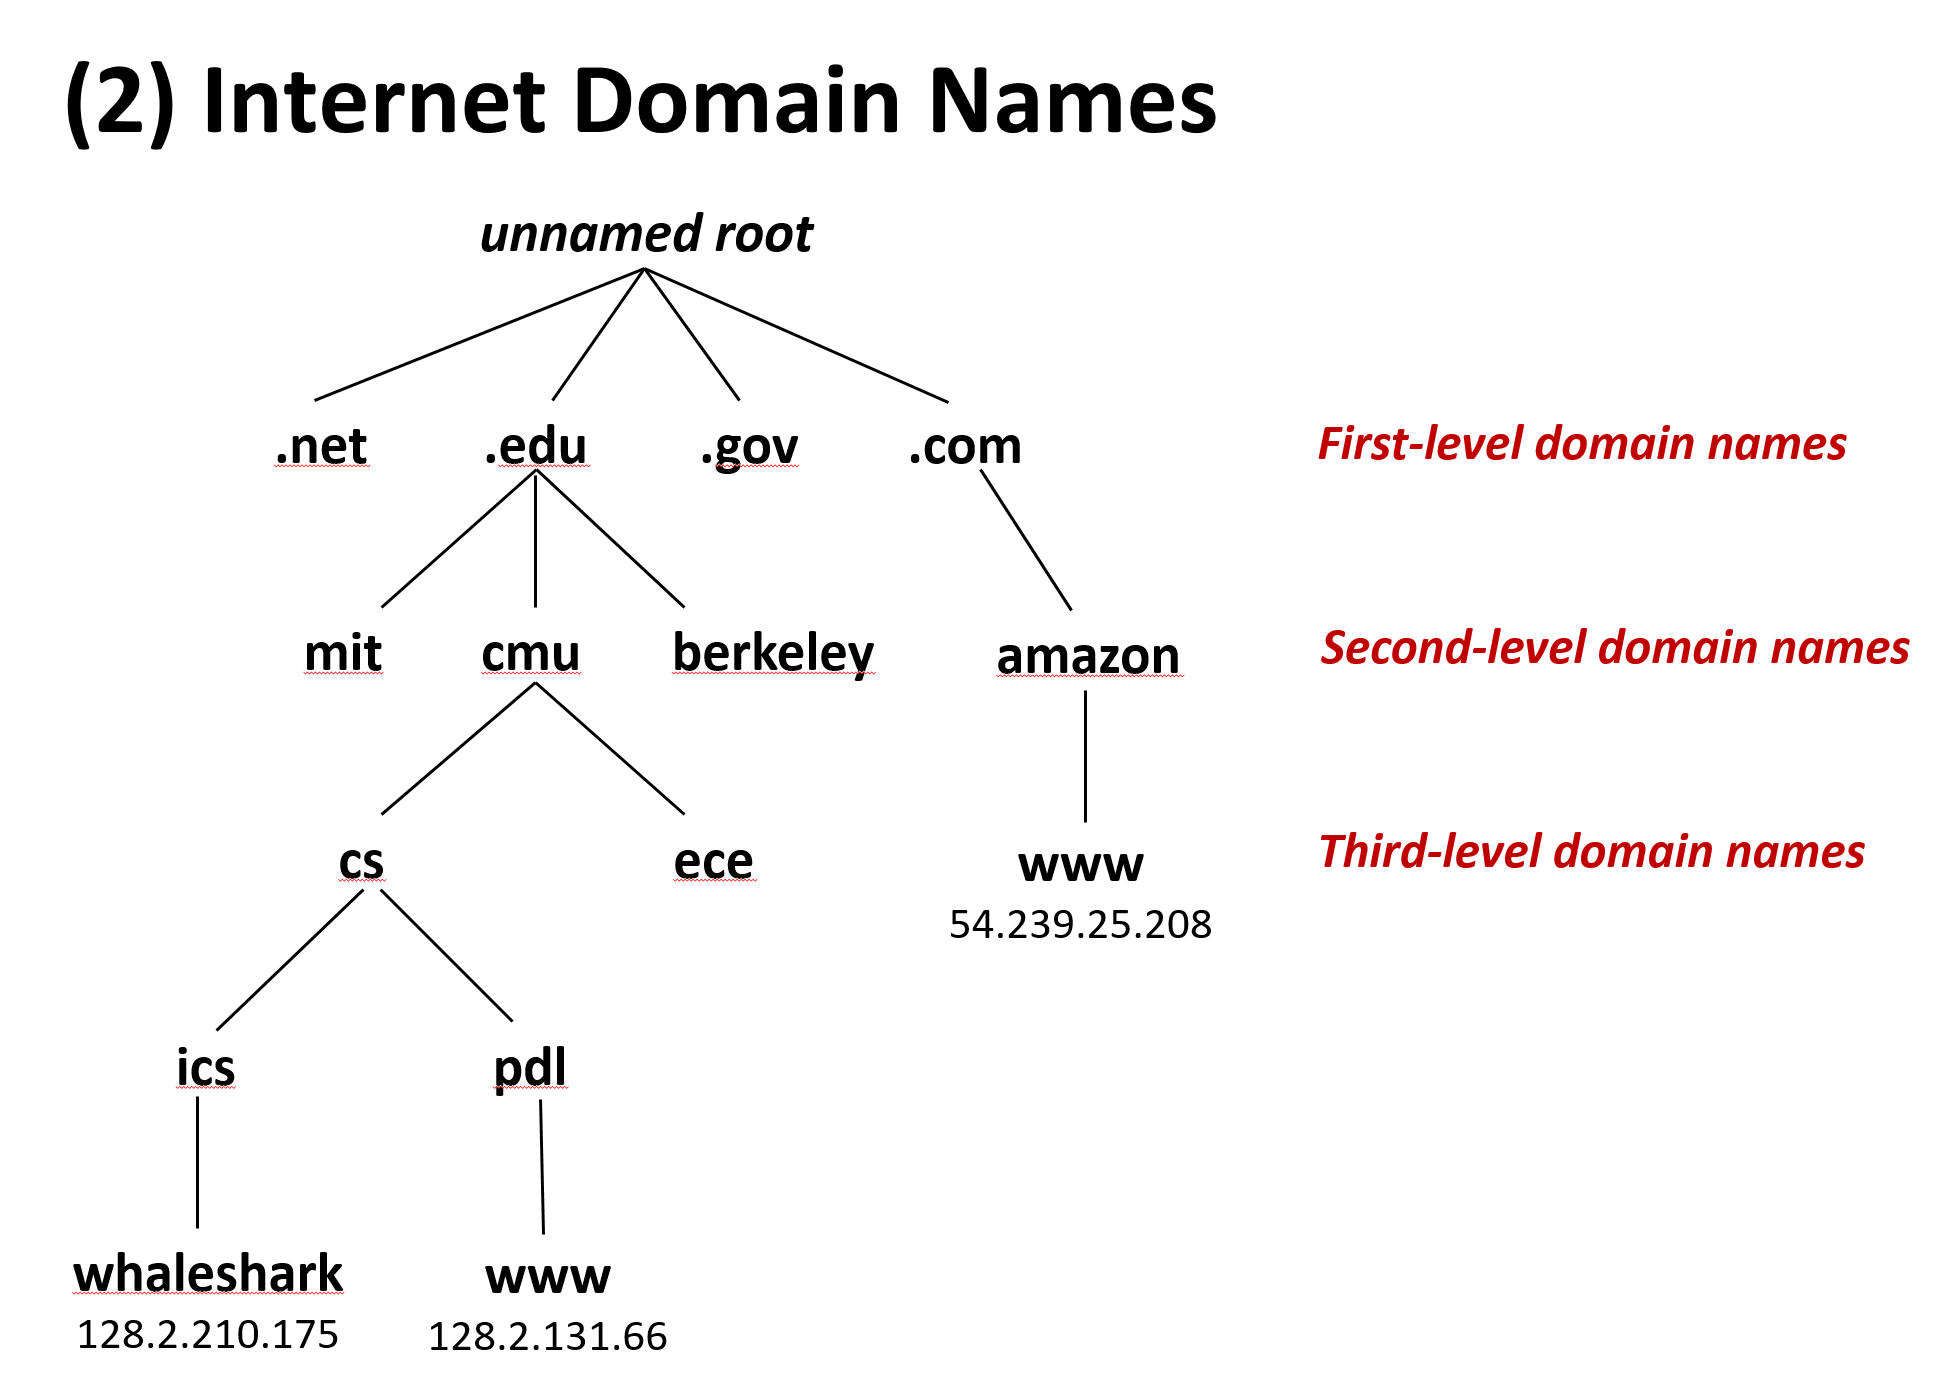 (2) Internet Domain Names
unnamed root
.net .edu .gov .com First-level domain names
mit cmu berkeley amazon Second-level domain names
cs ece www Third-level domain names
54.239.25.208
ics pdl
whaleshark www
128.2.210.175 128.2.131.66